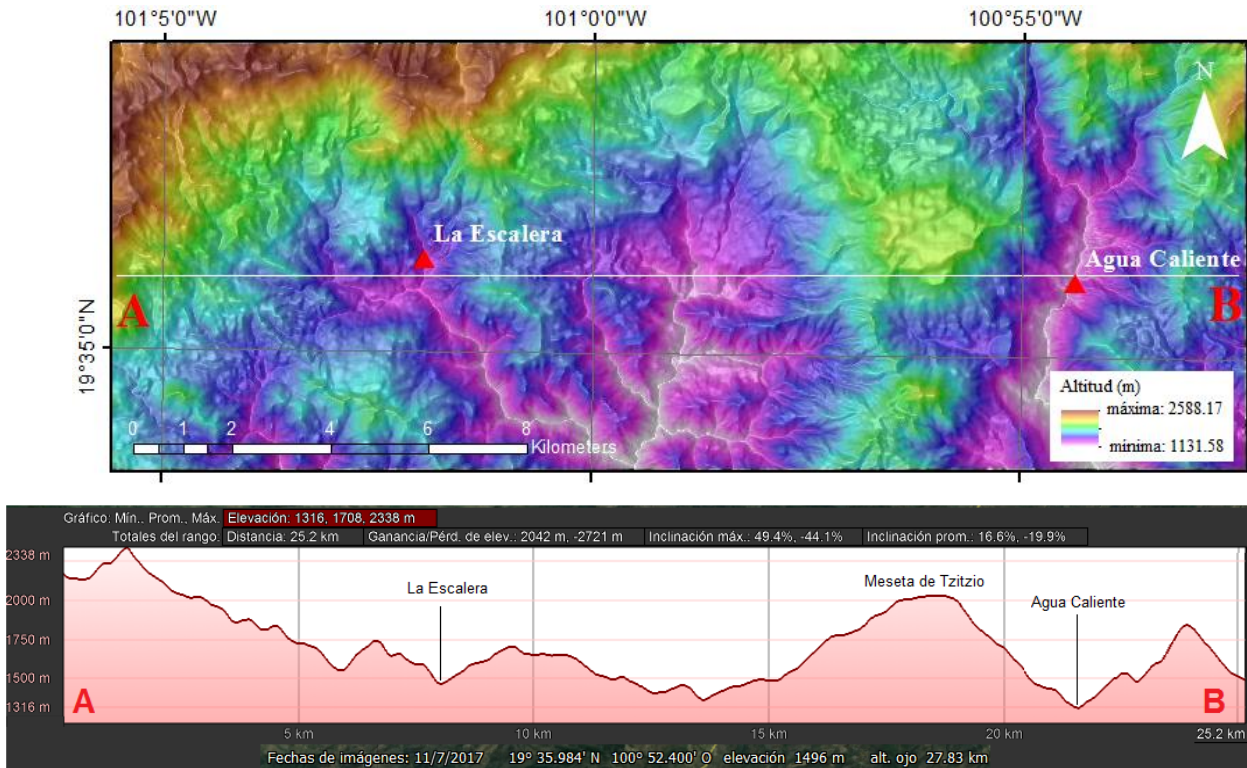 101°5'0"W 101°0'0"W 100°55'0"W
N
La Escalera
Agua Caliente
A B
19°35'0"N
Altitud (m)
máxima: 2588.17
mínima: 1131.58
0 2 4 6 8
Kilometers
Gráfico: Mín., Prom., Máx. Elevación: 1316, 1708, 2338 m
Totales del rango: Distancia: 25.2 km Ganancia/Pérd. de elev.: 2042 m, -2721 m Inclinación máx.: 49.4%, -44.1% Inclinación prom.: 16.6%, -19.9%
2338 m
La Escalera Meseta de Tzitzio Agua Caliente
2000 m
1750 m
1500 m
1316 m
A B
5 km 10 km 15 km 20 km 25.2 km
Fechas de imágenes: 11/7/2017 19° 35.984' N 100° 52.400' O elevación 1496 m alt. ojo 27.83 km